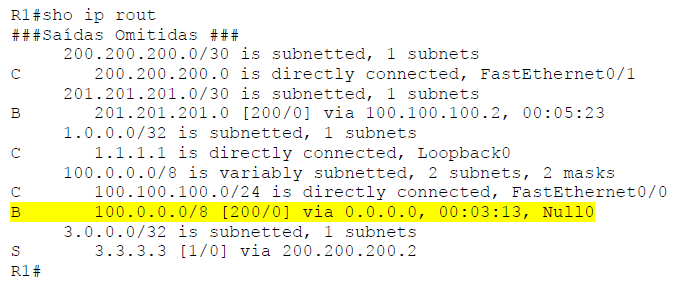 R1#sho ip rout
###Saídas Omitidas ###
     200.200.200.0/30 is subnetted, 1 subnets
C       200.200.200.0 is directly connected, FastEthernet0/1
     201.201.201.0/30 is subnetted, 1 subnets
B       201.201.201.0 [200/0] via 100.100.100.2, 00:05:23
     1.0.0.0/32 is subnetted, 1 subnets
C       1.1.1.1 is directly connected, Loopback0
     100.0.0.0/8 is variably subnetted, 2 subnets, 2 masks
C       100.100.100.0/24 is directly connected, FastEthernet0/0
B       100.0.0.0/8 [200/0] via 0.0.0.0, 00:03:13, Null0
     3.0.0.0/32 is subnetted, 1 subnets
S       3.3.3.3 [1/0] via 200.200.200.2
R1#